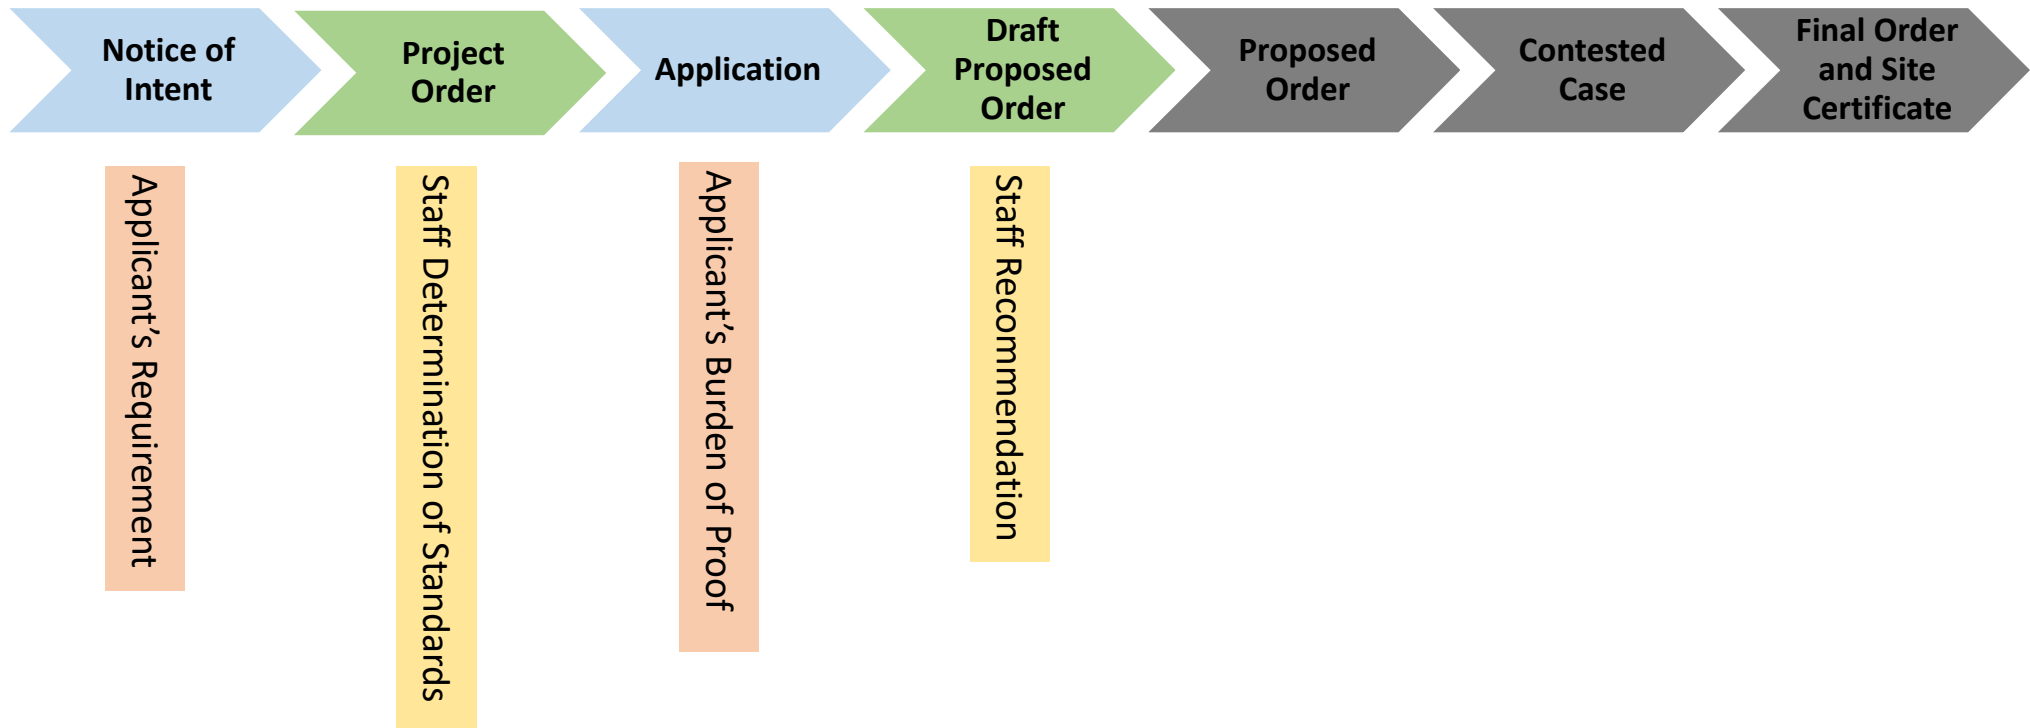 Notice of
Intent
Project
Order
Application
Draft
Proposed
Order
Proposed
Order
Contested
Case
Final Order
and Site
Certificate
Applicant’s Requirement
Staff Determination of Standards
Applicant’s Burden of Proof
Staff Recommendation